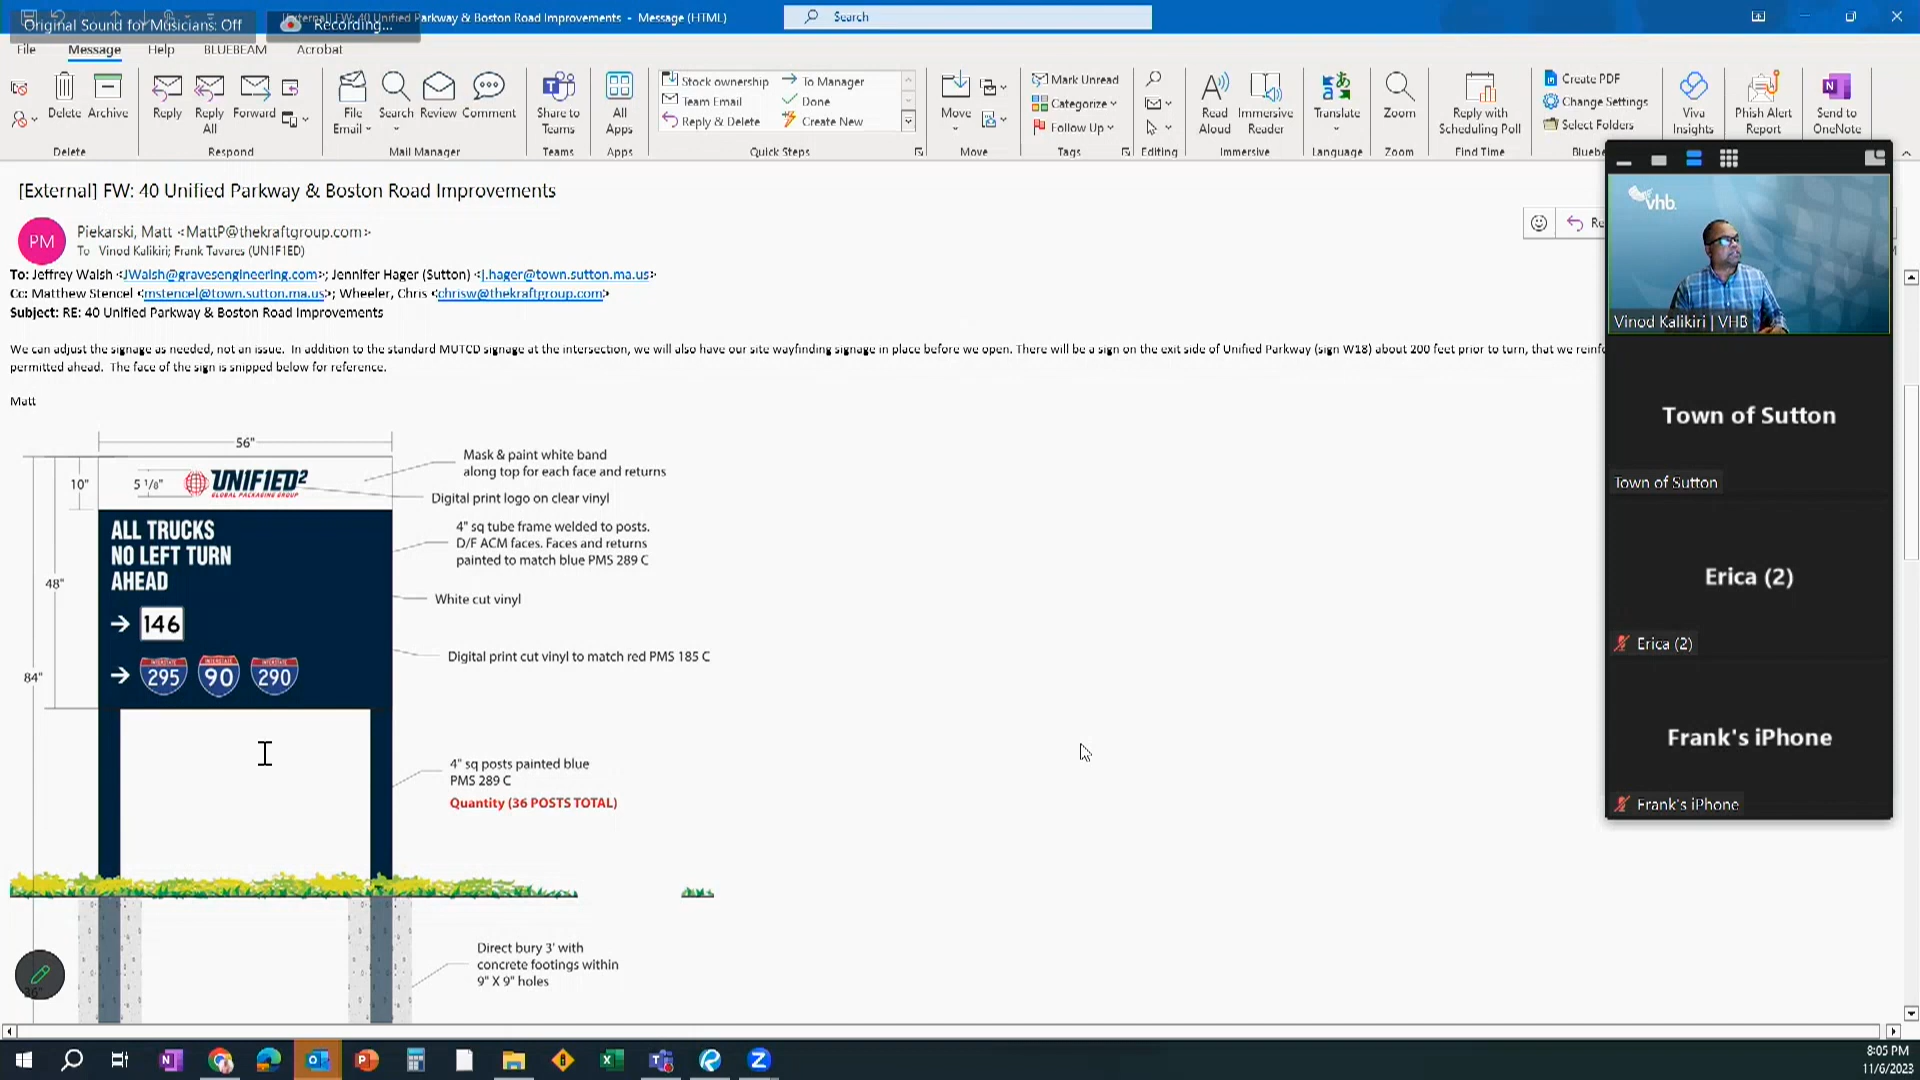 [External] FW: 40 Unified Parkway & Boston Road Improvements - Message (HTML)
Search
Original Sound for Musicians: Off
Recording...
File Message Help BLUEBEAM Acrobat
Delete
Archive
Reply
Reply All
Forward
File Email
Search
Review
Comment
Share to Teams
All Apps
Stock ownership
To Manager
Team Email
Done
Reply & Delete
Create New
Move
Mark Unread
Categorize
Follow Up
Read Aloud
Immersive Reader
Translate
Zoom
Reply with Scheduling Poll
Create PDF
Change Settings
Select Folders
Viva Insights
Phish Alert Report
Send to OneNote
Delete
Respond
Mail Manager
Teams
Apps
Quick Steps
Move
Tags
Editing
Immersive
Language
Zoom
Find Time
[External] FW: 40 Unified Parkway & Boston Road Improvements
PM
Piekarski, Matt <MattP@thekraftgroup.com>
To Vinod Kalikiri; Frank Tavares (UN1F1ED)
To: Jeffrey Walsh <JWalsh@gravesengineering.com>; Jennifer Hager (Sutton) <j.hager@town.sutton.ma.us>
Cc: Matthew Stencel <mstencel@town.sutton.ma.us>; Wheeler, Chris <chrisw@thekraftgroup.com>
Subject: RE: 40 Unified Parkway & Boston Road Improvements
We can adjust the signage as needed, not an issue. In addition to the standard MUTCD signage at the intersection, we will also have our site wayfinding signage in place before we open. There will be a sign on the exit side of Unified Parkway (sign W18) about 200 feet prior to turn, that we
permitted ahead. The face of the sign is snipped below for reference.
Matt
56"
10"
5 1/8"
UNIFIED2
GLOBAL PACKAGING GROUP
48"
84"
36"
ALL TRUCKS
NO LEFT TURN
AHEAD
→ 146
→ INTERSTATE 295 INTERSTATE 90 INTERSTATE 290
Mask & paint white band
along top for each face and returns
Digital print logo on clear vinyl
4" sq tube frame welded to posts.
D/F ACM faces. Faces and returns
painted to match blue PMS 289 C
White cut vinyl
Digital print cut vinyl to match red PMS 185 C
4" sq posts painted blue
PMS 289 C
Quantity (36 POSTS TOTAL)
Direct bury 3' with
concrete footings within
9" X 9" holes
vhb.
Vinod Kalikiri | VHB
Town of Sutton
Town of Sutton
Erica (2)
Erica (2)
Frank's iPhone
Frank's iPhone
8:05 PM
11/6/2023